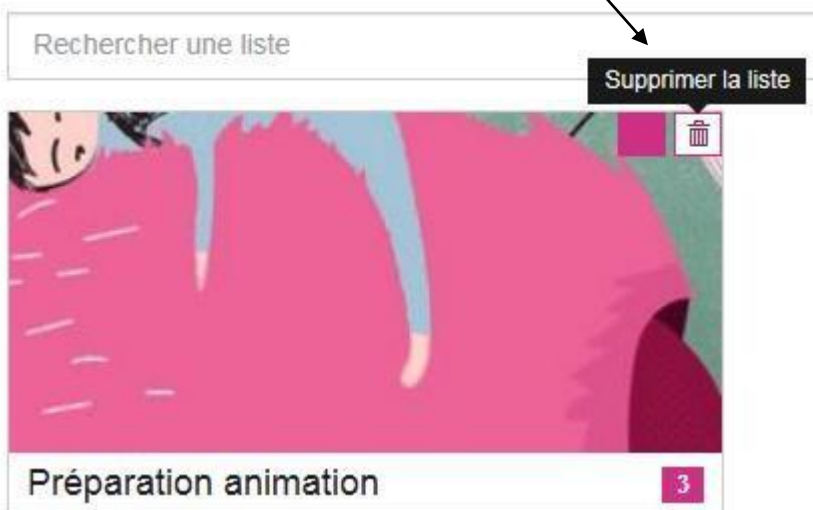 Rechercher une liste
Supprimer la liste
Préparation animation
3